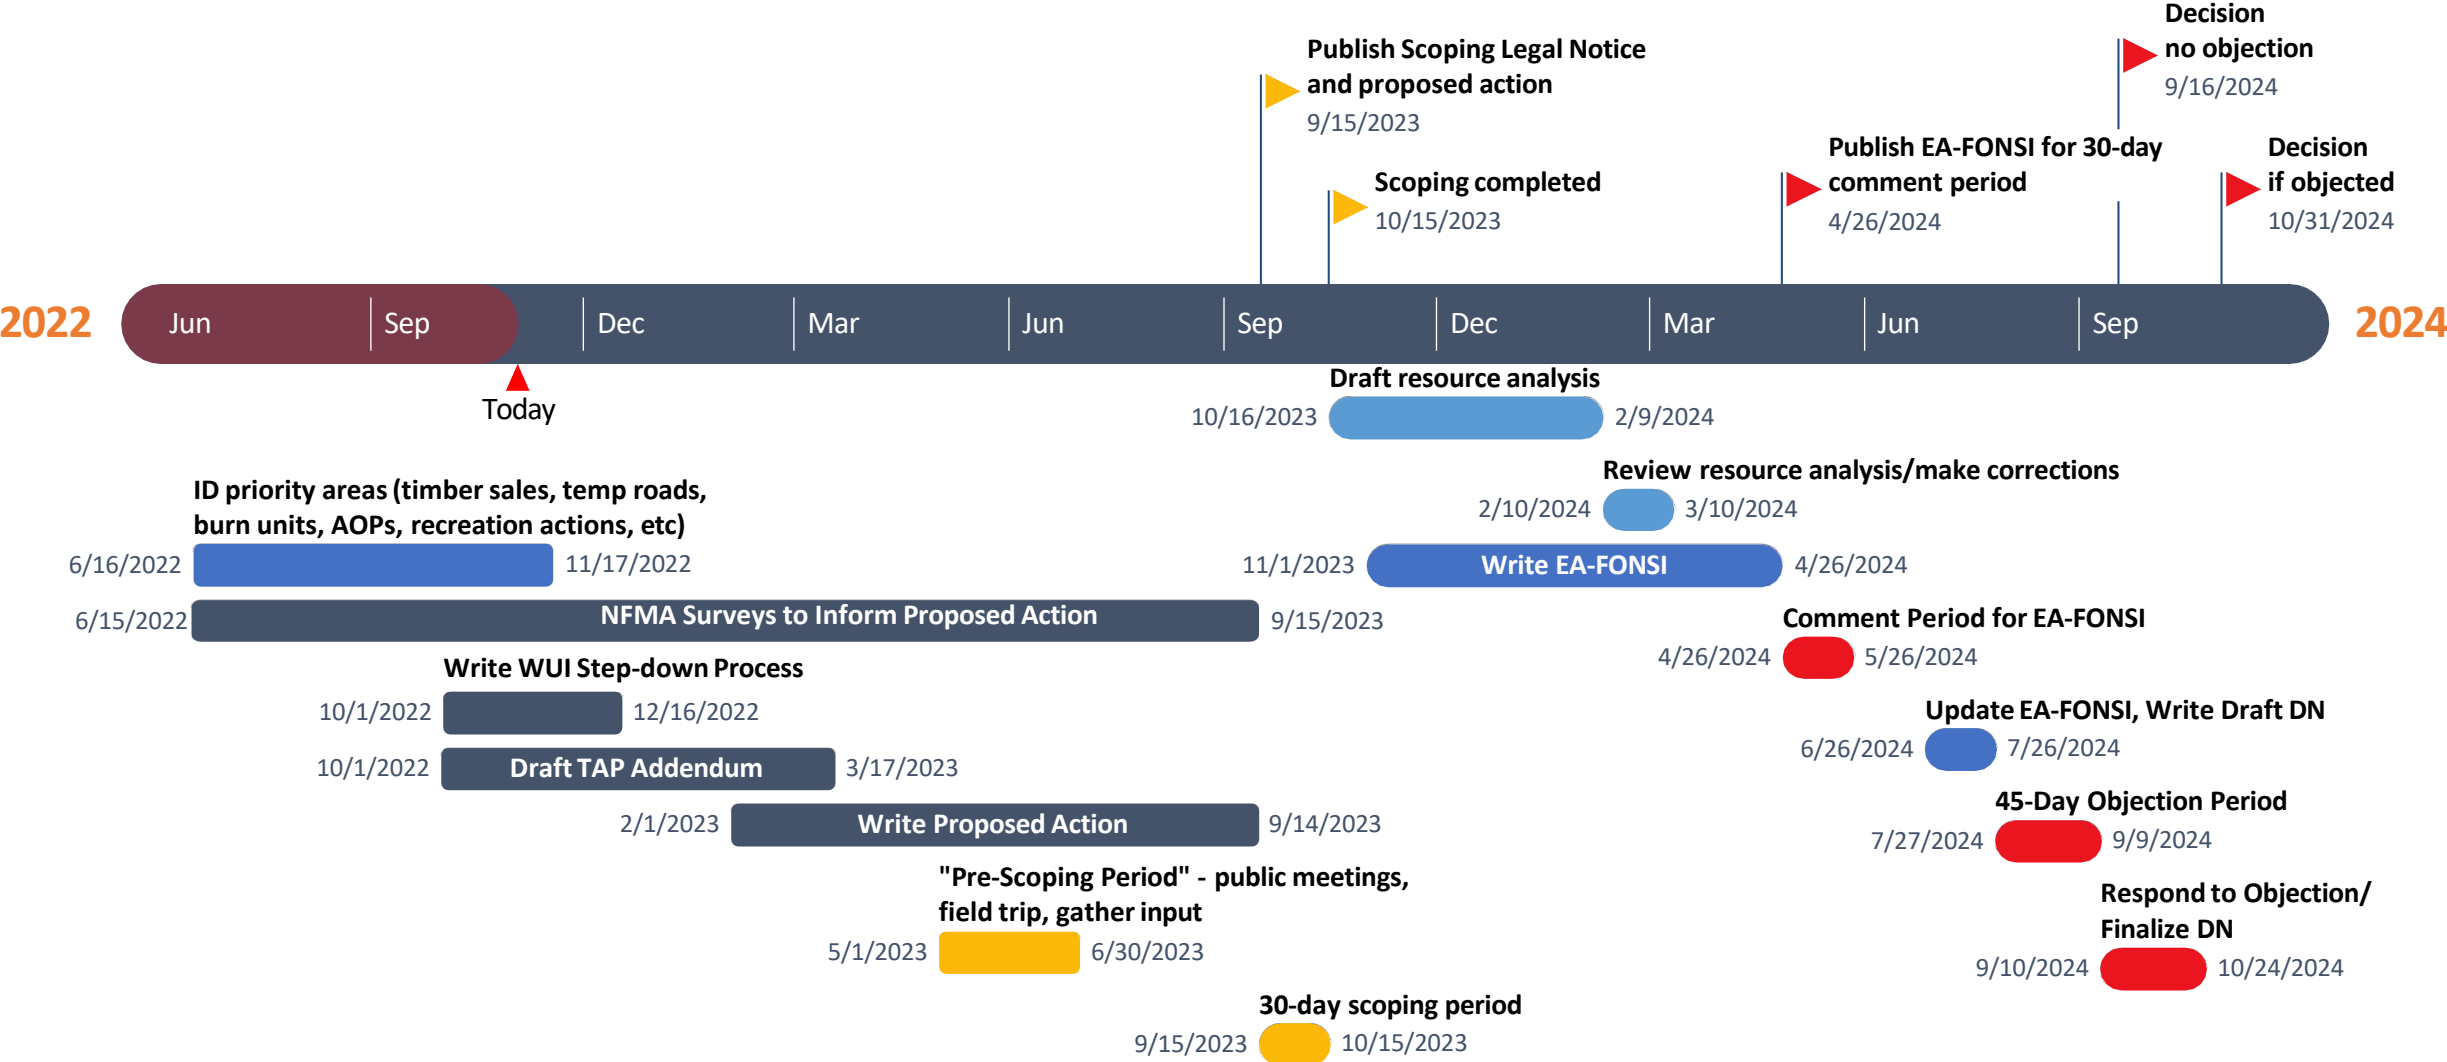 Decision
no objection
9/16/2024
Publish Scoping Legal Notice
and proposed action
9/15/2023
Publish EA-FONSI for 30-day
comment period
4/26/2024
Decision
if objected
10/31/2024
Scoping completed
10/15/2023
2022
Jun
Sep
Dec
Mar
Jun
Sep
Dec
Mar
Jun
Sep
2024
Today
Draft resource analysis
10/16/2023
2/9/2024
Review resource analysis/make corrections
2/10/2024
3/10/2024
ID priority areas (timber sales, temp roads,
burn units, AOPs, recreation actions, etc)
6/16/2022
11/17/2022
11/1/2023
Write EA-FONSI
4/26/2024
6/15/2022
NFMA Surveys to Inform Proposed Action
9/15/2023
Comment Period for EA-FONSI
4/26/2024
5/26/2024
Write WUI Step-down Process
10/1/2022
12/16/2022
Update EA-FONSI, Write Draft DN
6/26/2024
7/26/2024
10/1/2022
Draft TAP Addendum
3/17/2023
45-Day Objection Period
7/27/2024
9/9/2024
2/1/2023
Write Proposed Action
9/14/2023
"Pre-Scoping Period" - public meetings,
field trip, gather input
5/1/2023
6/30/2023
Respond to Objection/
Finalize DN
9/10/2024
10/24/2024
30-day scoping period
9/15/2023
10/15/2023